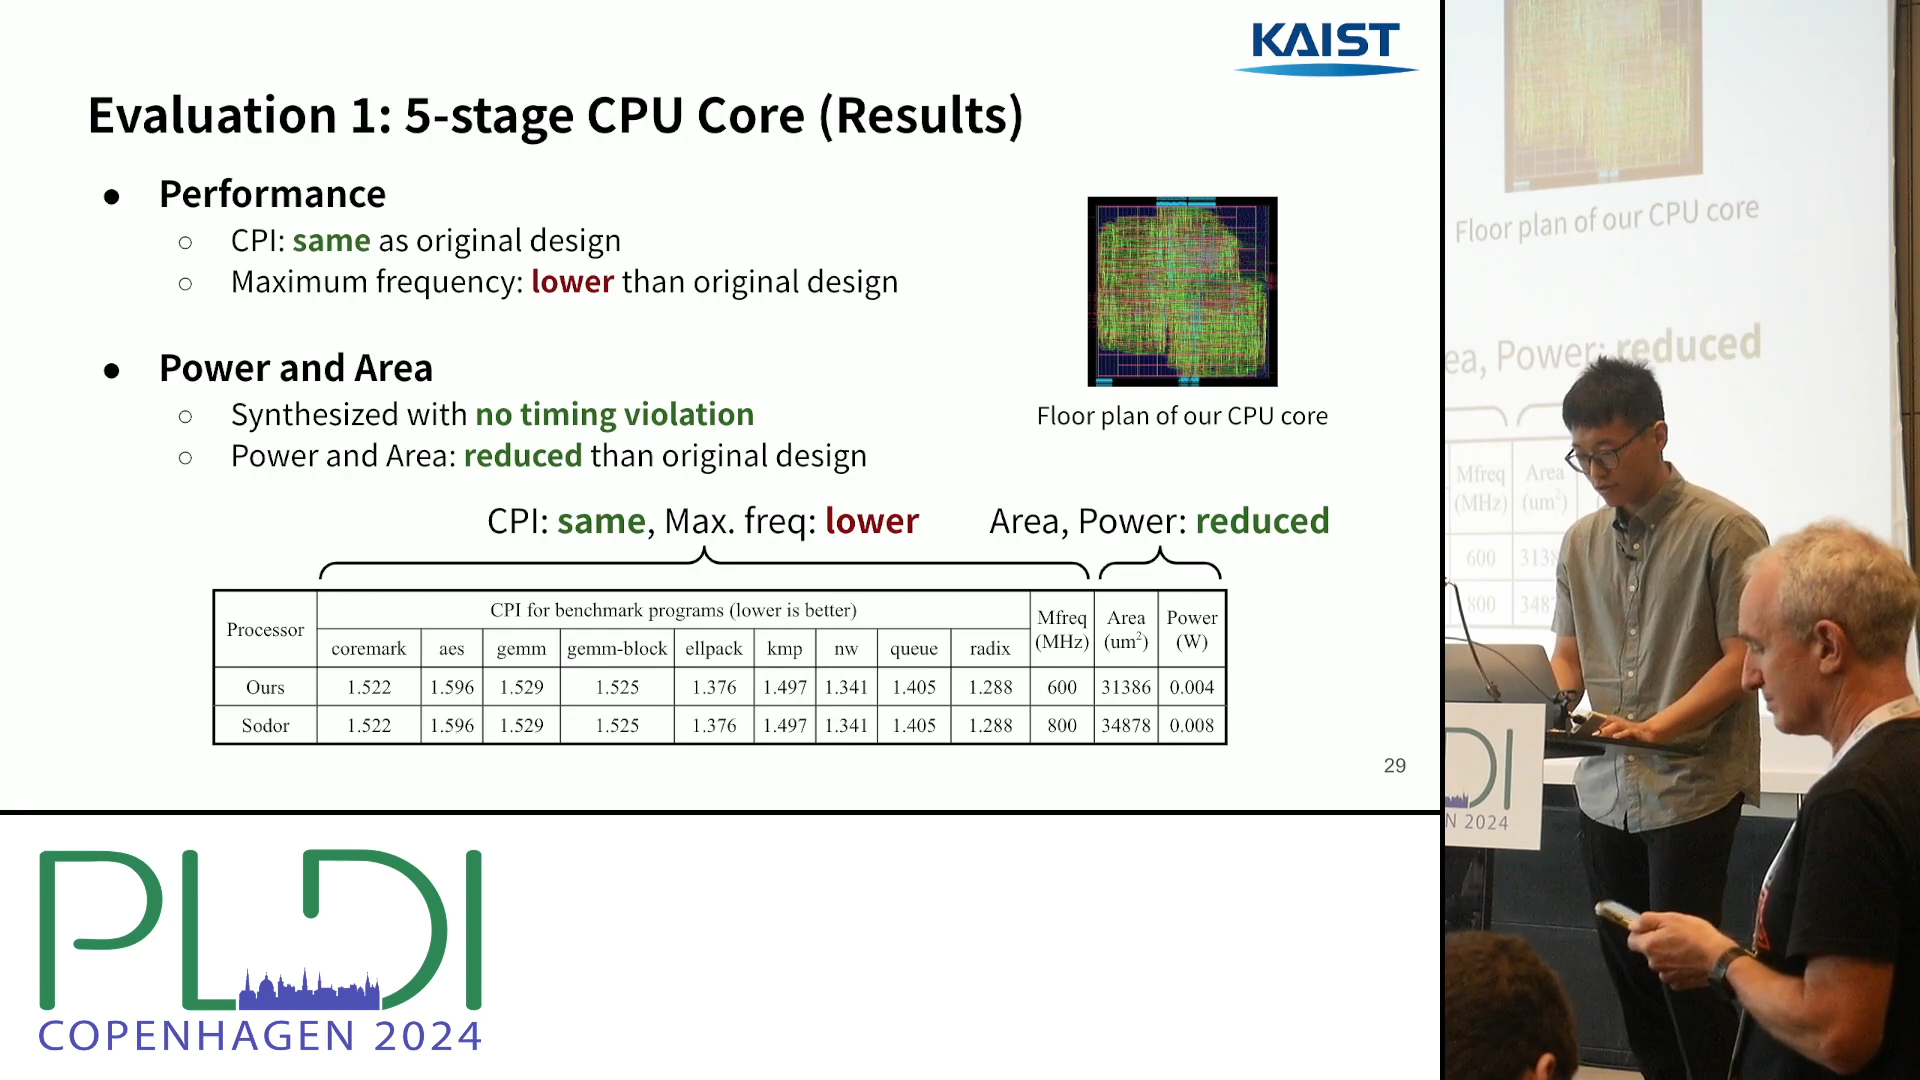 KAIST
Evaluation 1: 5-stage CPU Core (Results)
● Performance
○ CPI: same as original design
○ Maximum frequency: lower than original design
● Power and Area
○ Synthesized with no timing violation
○ Power and Area: reduced than original design
Floor plan of our CPU core
CPI: same, Max. freq: lower
Area, Power: reduced
Processor CPI for benchmark programs (lower is better) Mfreq (MHz) Area (um²) Power (W)
coremark aes gemm gemm-block ellpack kmp nw queue radix
Ours 1.522 1.596 1.529 1.525 1.376 1.497 1.341 1.405 1.288 600 31386 0.004
Sodor 1.522 1.596 1.529 1.525 1.376 1.497 1.341 1.405 1.288 800 34878 0.008
29
PLDI
COPENHAGEN 2024
Floor plan of our CPU core
ea, Power: reduced
Mfreq Area
(MHz) (um²)
600 313
800 348
DI
N 2024